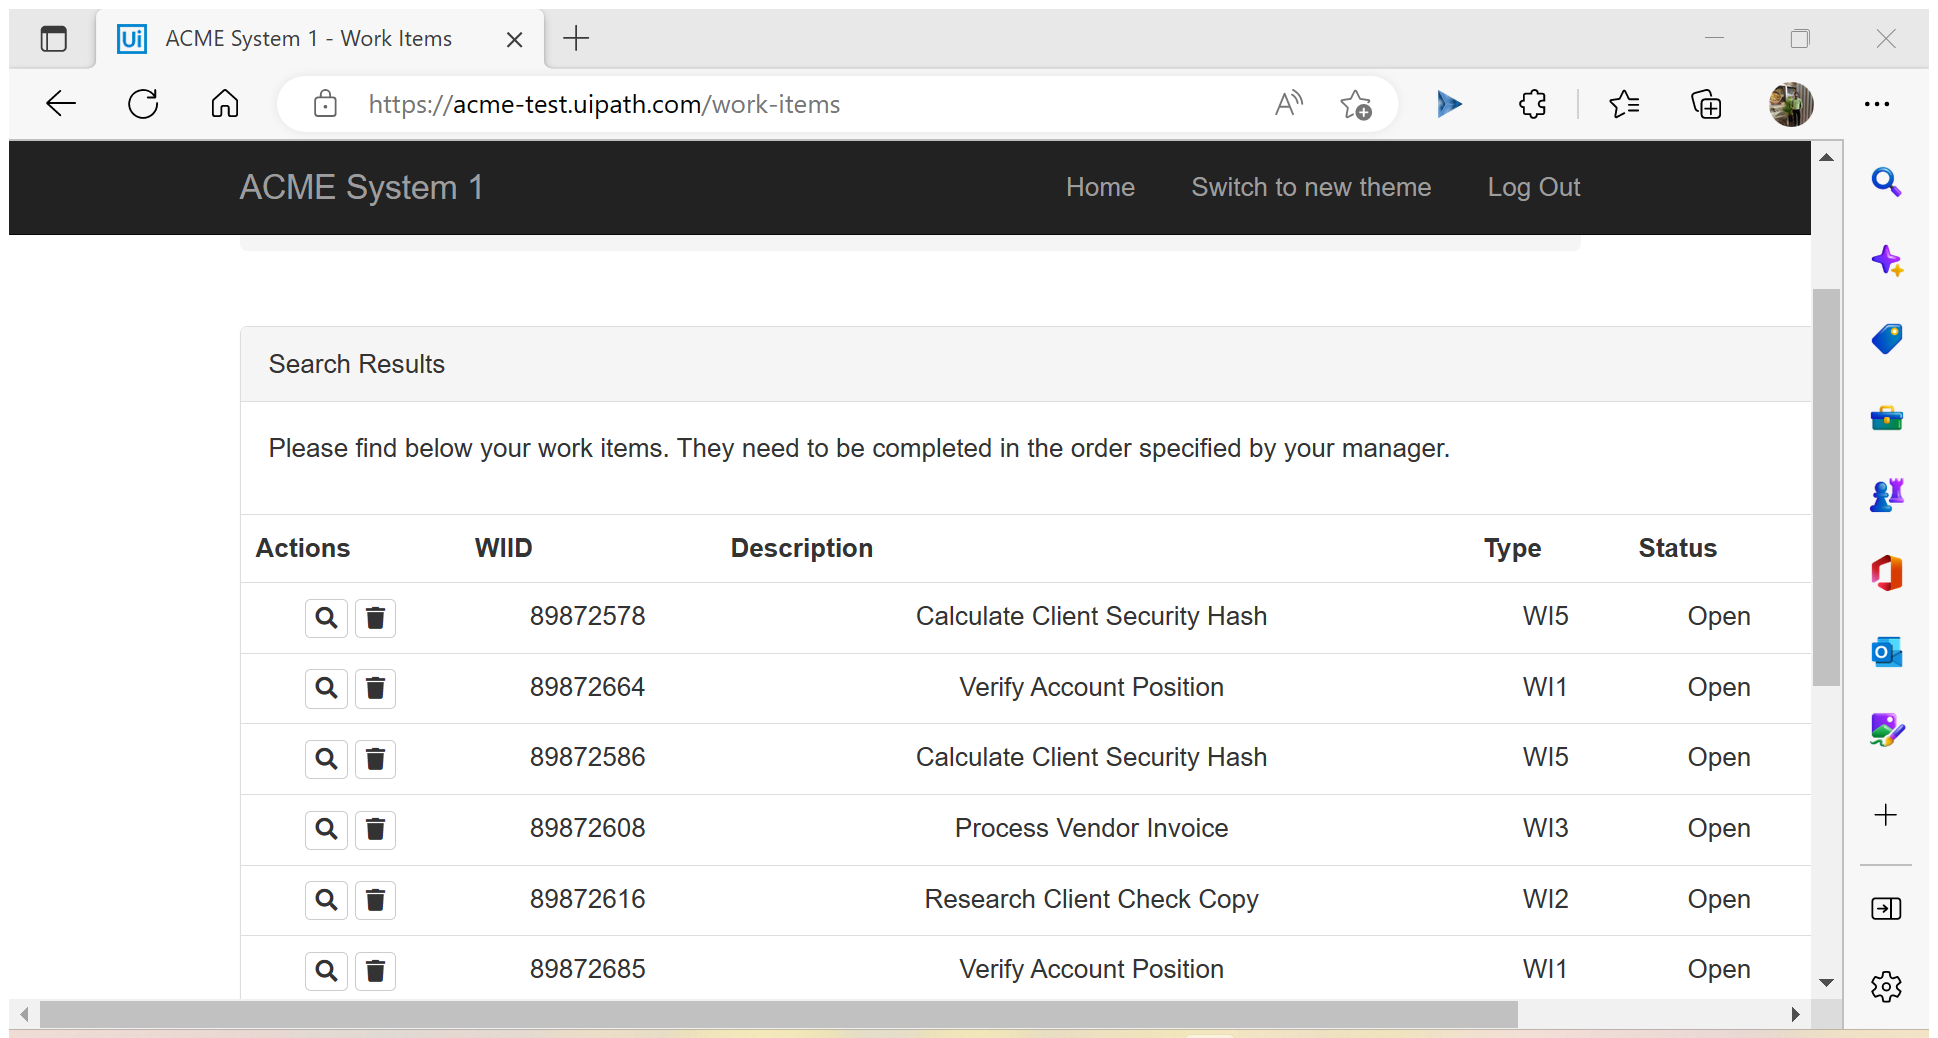 Ui ACME System 1 - Work Items
https://acme-test.uipath.com/work-items
ACME System 1 Home Switch to new theme Log Out
Search Results
Please find below your work items. They need to be completed in the order specified by your manager.
Actions WIID Description Type Status
89872578 Calculate Client Security Hash WI5 Open
89872664 Verify Account Position WI1 Open
89872586 Calculate Client Security Hash WI5 Open
89872608 Process Vendor Invoice WI3 Open
89872616 Research Client Check Copy WI2 Open
89872685 Verify Account Position WI1 Open